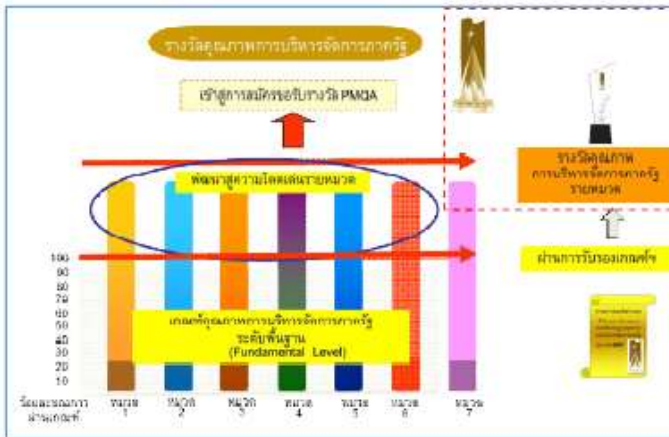 รางวัลคุณภาพการบริหารจัดการภาครัฐ
เข้าสู่การสมัครขอรับรางวัล PMQA
พัฒนาสู่ความโดดเด่นรายหมวด
รางวัลคุณภาพ
การบริหารจัดการภาครัฐ
รายหมวด
ผ่านการรับรองเกณฑ์ฯ
100
90
80
70
60
50
40
30
20
10
เกณฑ์คุณภาพการบริหารจัดการภาครัฐ
ระดับพื้นฐาน
(Fundamental Level)
ร้อยละของการ
ผ่านเกณฑ์
หมวด หมวด หมวด หมวด หมวด หมวด หมวด
1 2 3 4 5 6 7